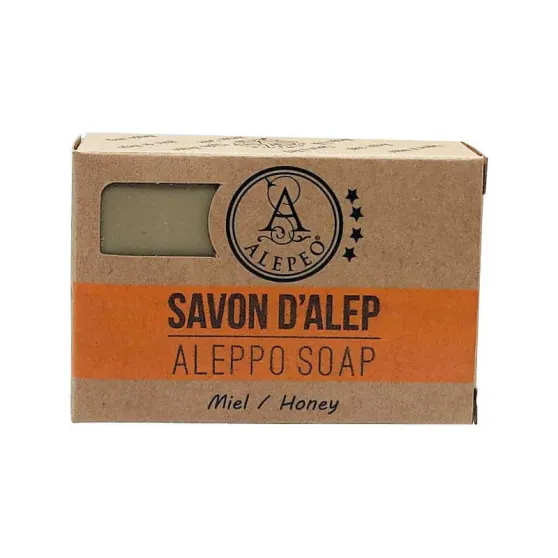 A
ALEPEO®
SAVON D'ALEP
ALEPPO SOAP
Miel / Honey